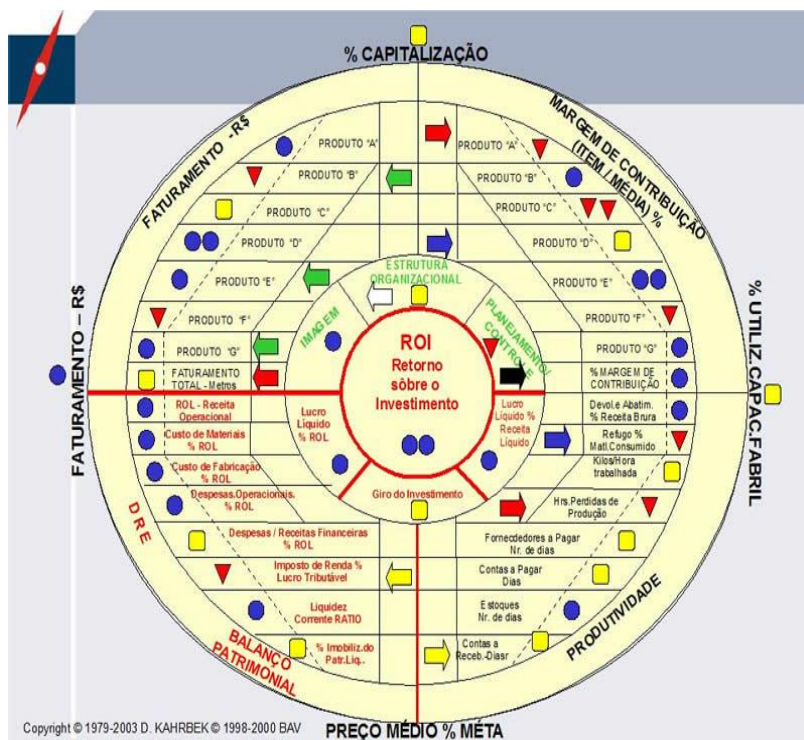 % CAPITALIZAÇÃO
FATURAMENTO -R$
MARGEM DE CONTRIBUIÇÃO
(ITEM / MÉDIA) %
PRODUTO "A"
PRODUTO "B"
PRODUTO "C"
PRODUTO "D"
PRODUTO "E"
PRODUTO "F"
PRODUTO "G"
FATURAMENTO
TOTAL - Metros
PRODUTO "A"
PRODUTO "B"
PRODUTO "C"
PRODUTO "D"
PRODUTO "E"
PRODUTO "F"
PRODUTO "G"
% MARGEM DE
CONTRIBUIÇÃO
ESTRUTURA
ORGANIZACIONAL
IMAGEM
PLANEJAMENTO/
CONTROLE
ROI
Retorno
sôbre o
Investimento
Lucro
Líquido
% ROL
Lucro
Líquido %
Receita
Líquido
Giro do Investimento
FATURAMENTO – R$
% UTILIZ.CAPAC.FABRIL
ROL - Receita
Operacional
Custo de Materiais
% ROL
Custo de Fabricação
% ROL
Despesas.Operacionais.
% ROL
Despesas / Receitas Financeiras
% ROL
Imposto de Renda %
Lucro Tributável
Liquidez
Corrente RATIO
% Imobiliz.do
Patr.Liq..
Devol.e Abatim.
% Receita Brura
Refugo %
Matl.Consumido
Kilos/Hora
trabalhada
Hrs.Perdidas de
Produção
Fornecdedores a Pagar
Nr. de dias
Contas a Pagar
Dias
Estoques
Nr. de dias
Contas a
Receb.-Diasr
DRE
BALANÇO
PATRIMONIAL
PRODUTIVIDADE
PREÇO MÉDIO % MÉTA
Copyright © 1979-2003 D. KAHRBEK © 1998-2000 BAV